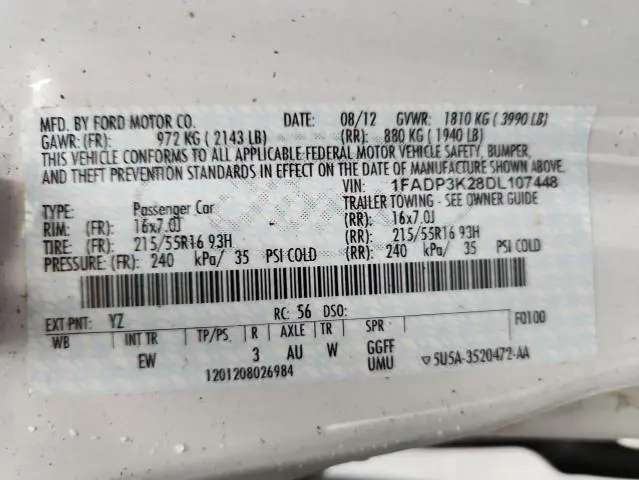 MFD. BY FORD MOTOR CO. DATE: 08/12 GVWR: 1810 KG ( 3990 LB)
GAWR: (FR): 972 KG ( 2143 LB) (RR): 880 KG ( 1940 LB)
THIS VEHICLE CONFORMS TO ALL APPLICABLE FEDERAL MOTOR VEHICLE SAFETY, BUMPER,
AND THEFT PREVENTION STANDARDS IN EFFECT ON THE DATE OF MANUFACTURE SHOWN ABOVE.
VIN: 1FADP3K28DL107448
TYPE: Passenger Car TRAILER TOWING - SEE OWNER GUIDE
RIM: (FR): 16x7.0J (RR): 16x7.0J
TIRE: (FR): 215/55R16 93H (RR): 215/55R16 93H
PRESSURE: (FR): 240 kPa/ 35 PSI COLD (RR): 240 kPa/ 35 PSI COLD
EXT PNT: YZ RC: 56 DSO: F0100
WB INT TR TP/PS R AXLE TR SPR
EW 3 AU W GGFF
UMU
1201208026984 ▽5U5A-3520472-AA